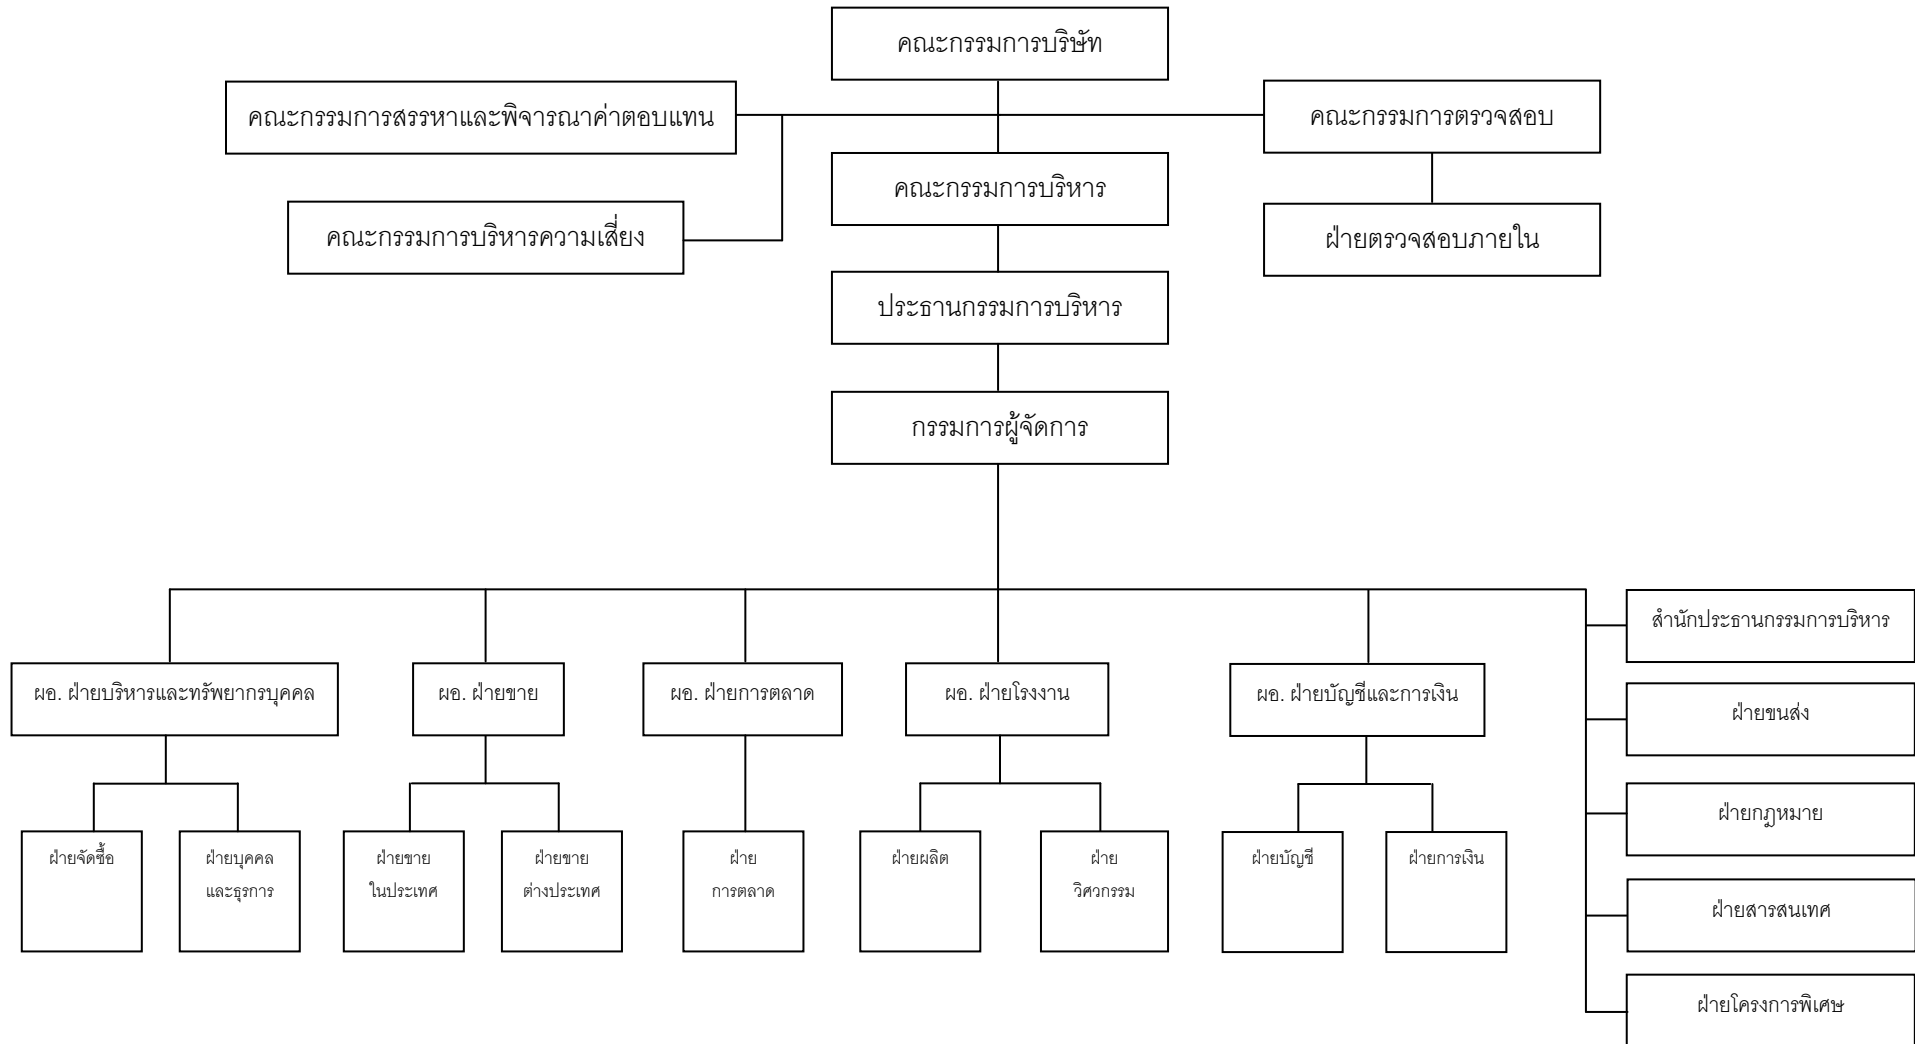 คณะกรรมการบริษัท
คณะกรรมการสรรหาและพิจารณาค่าตอบแทน
คณะกรรมการตรวจสอบ
คณะกรรมการบริหาร
คณะกรรมการบริหารความเสี่ยง
ฝ่ายตรวจสอบภายใน
ประธานกรรมการบริหาร
กรรมการผู้จัดการ
สำนักประธานกรรมการบริหาร
ผอ. ฝ่ายบริหารและทรัพยากรบุคคล
ผอ. ฝ่ายขาย
ผอ. ฝ่ายการตลาด
ผอ. ฝ่ายโรงงาน
ผอ. ฝ่ายบัญชีและการเงิน
ฝ่ายขนส่ง
ฝ่ายกฎหมาย
ฝ่ายจัดซื้อ
ฝ่ายบุคคล
และธุรการ
ฝ่ายขาย
ในประเทศ
ฝ่ายขาย
ต่างประเทศ
ฝ่าย
การตลาด
ฝ่ายผลิต
ฝ่าย
วิศวกรรม
ฝ่ายบัญชี
ฝ่ายการเงิน
ฝ่ายสารสนเทศ
ฝ่ายโครงการพิเศษ